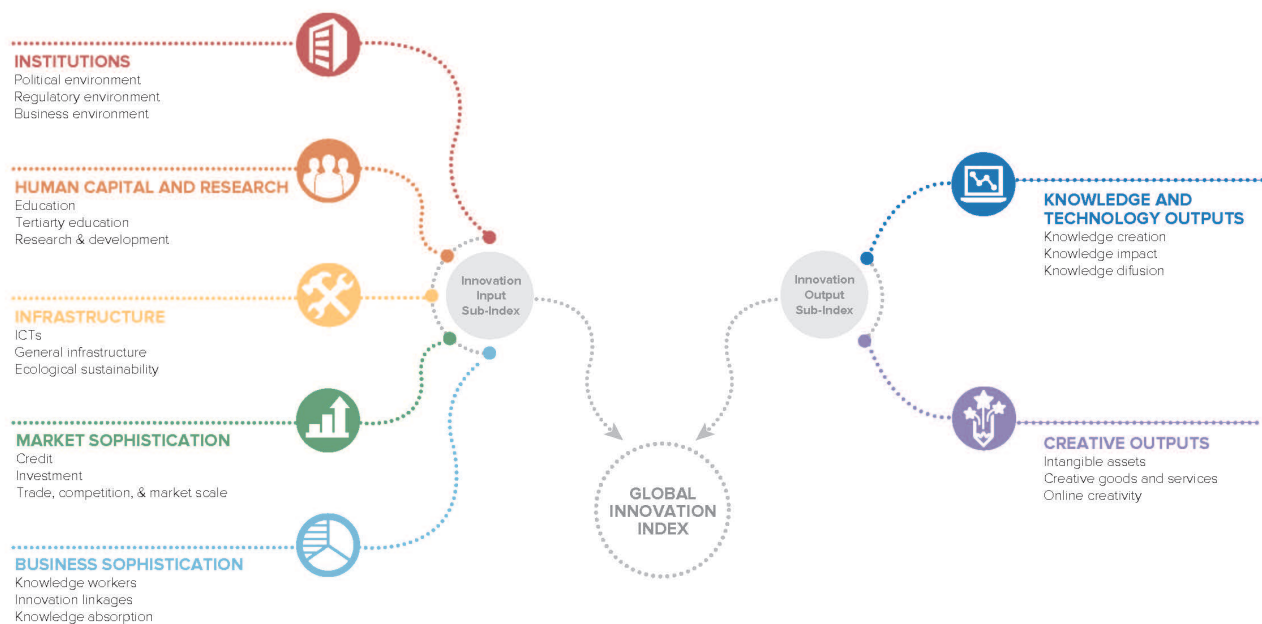 INSTITUTIONS
Political environment
Regulatory environment
Business environment
HUMAN CAPITAL AND RESEARCH
Education
Tertiarty education
Research & development
INFRASTRUCTURE
ICTs
General infrastructure
Ecological sustainability
MARKET SOPHISTICATION
Credit
Investment
Trade, competition, & market scale
BUSINESS SOPHISTICATION
Knowledge workers
Innovation linkages
Knowledge absorption
Innovation
Input
Sub-Index
Innovation
Output
Sub-Index
GLOBAL
INNOVATION
INDEX
KNOWLEDGE AND
TECHNOLOGY OUTPUTS
Knowledge creation
Knowledge impact
Knowledge difusion
CREATIVE OUTPUTS
Intangible assets
Creative goods and services
Online creativity